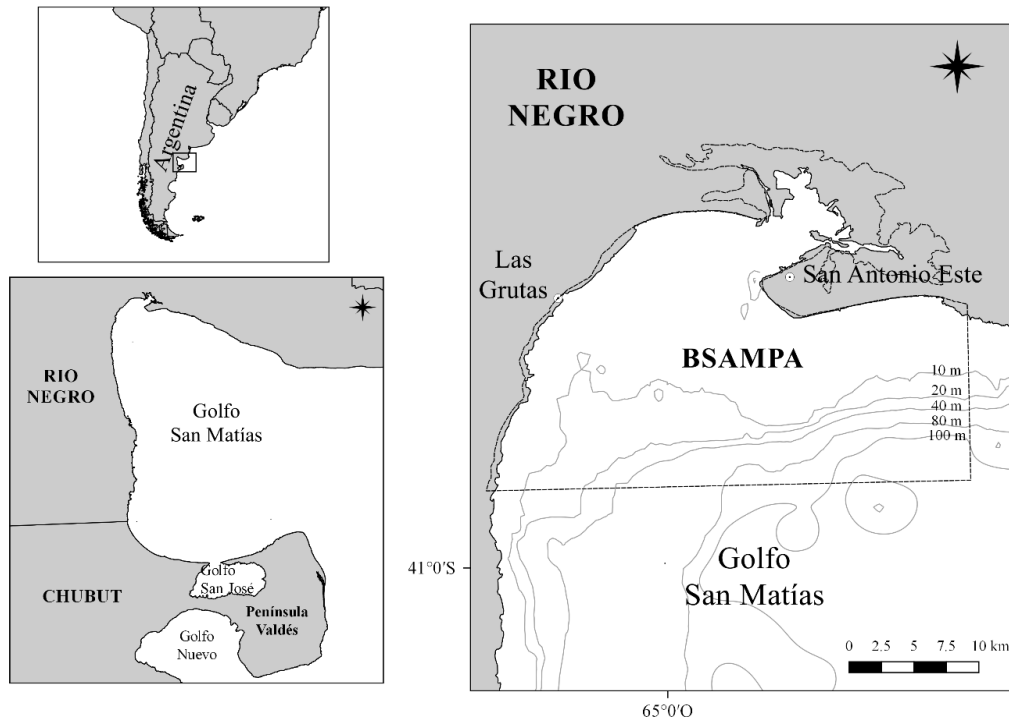 Argentina
RIO
NEGRO
Golfo
San Matías
CHUBUT
Golfo
San José
Península
Valdés
Golfo
Nuevo
RIO
NEGRO
Las
Grutas
San Antonio Este
BSAMPA
10 m
20 m
40 m
80 m
100 m
Golfo
San Matías
41°0'S
0 2.5 5 7.5 10 km
65°0'O